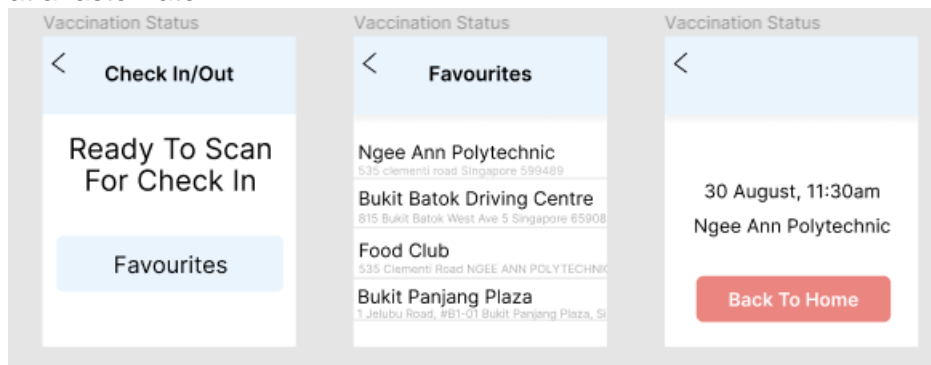 Vaccination Status
<
Check In/Out
Ready To Scan
For Check In
Favourites
Vaccination Status
<
Favourites
Ngee Ann Polytechnic
535 clementi road Singapore 599489
Bukit Batok Driving Centre
815 Bukit Batok West Ave 5 Singapore 65908
Food Club
535 Clementi Road NGEE ANN POLYTECHNIC
Bukit Panjang Plaza
1 Jelubu Road, #B1-01 Bukit Panjang Plaza, Si
Vaccination Status
<
30 August, 11:30am
Ngee Ann Polytechnic
Back To Home